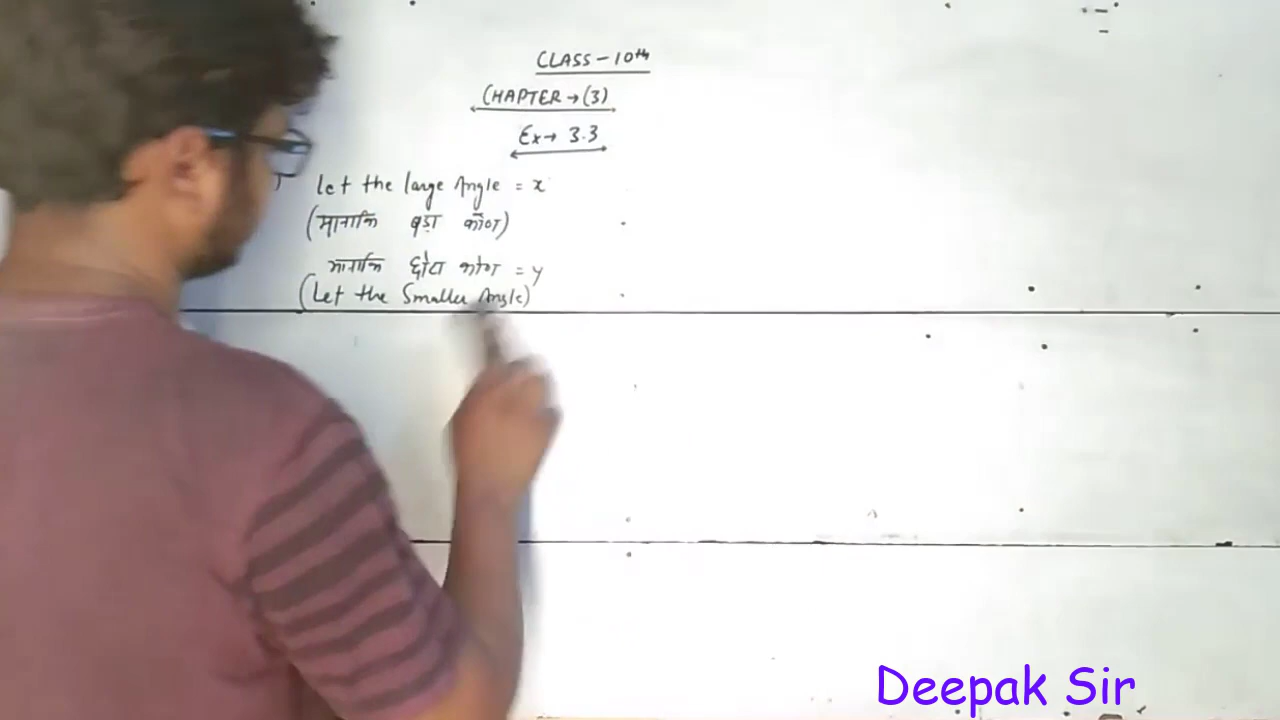 CLASS - 10th
CHAPTER → (3)
Ex → 3.3
) Let the large Angle = x
(मानाकि बड़ा कोण)
मानाकि छोटा कोण = y
(Let the Smaller Angle)
Deepak Sir